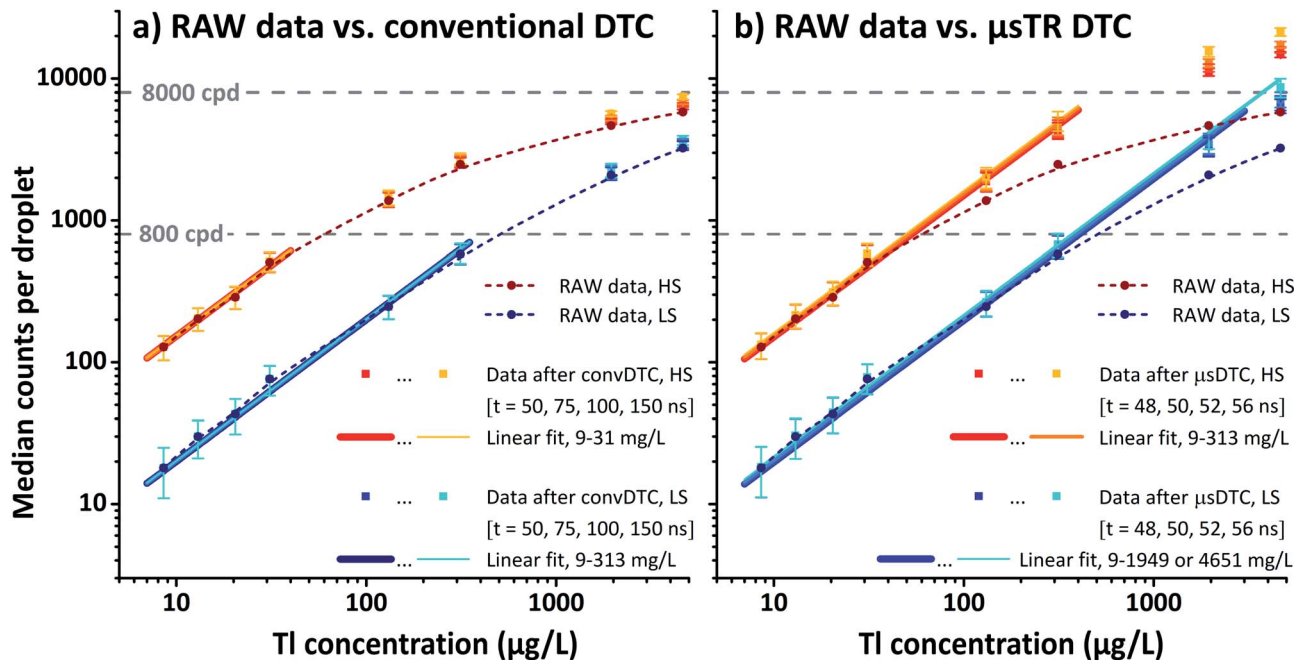 a) RAW data vs. conventional DTC
b) RAW data vs. µsTR DTC
Median counts per droplet
10000
1000
100
10
8000 cpd
800 cpd
RAW data, HS
RAW data, LS
... Data after convDTC, HS
[t = 50, 75, 100, 150 ns]
... Linear fit, 9-31 mg/L
... Data after convDTC, LS
[t = 50, 75, 100, 150 ns]
... Linear fit, 9-313 mg/L
10 100 1000
Tl concentration (µg/L)
RAW data, HS
RAW data, LS
... Data after µsDTC, HS
[t = 48, 50, 52, 56 ns]
... Linear fit, 9-313 mg/L
... Data after µsDTC, LS
[t = 48, 50, 52, 56 ns]
... Linear fit, 9-1949 or 4651 mg/L
10 100 1000
Tl concentration (µg/L)